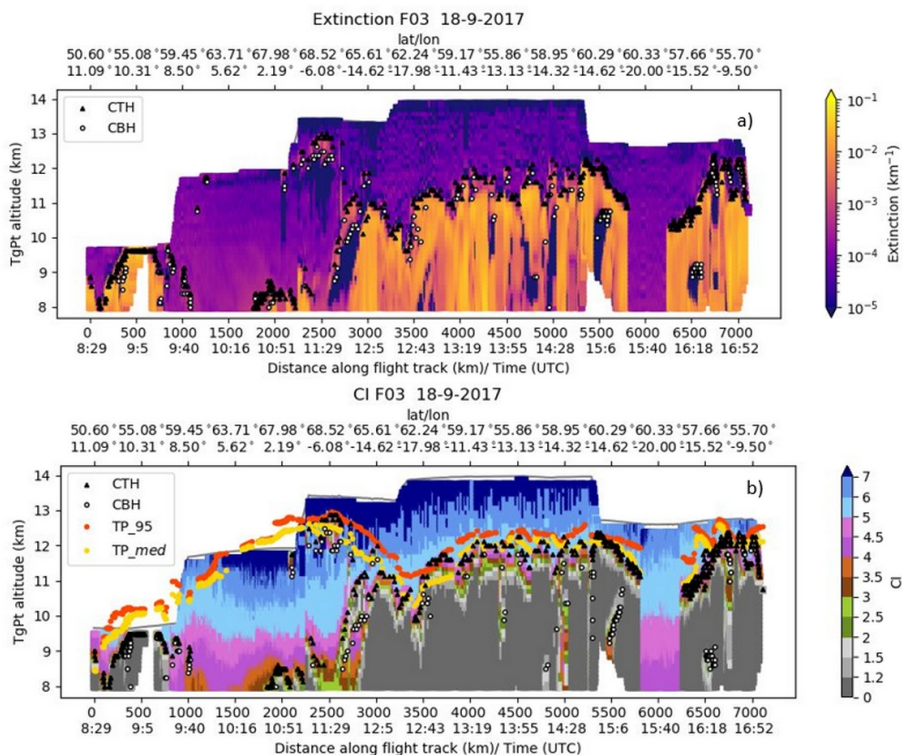 Extinction F03 18-9-2017
lat/lon
50.60 °55.08 °59.45 °63.71 °67.98 °68.52 °65.61 °62.24 °59.17 °55.86 °58.95 °60.29 °60.33 °57.66 °55.70 °
11.09 °10.31 ° 8.50 ° 5.62 ° 2.19 ° -6.08 °-14.62 °-17.98 °-11.43 °-13.13 °-14.32 °-14.62 °-20.00 °-15.52 °-9.50 °
14
13
12
11
10
9
8
TgPt altitude (km)
CTH
CBH
a)
10⁻¹
10⁻²
10⁻³
10⁻⁴
10⁻⁵
Extinction (km⁻¹)
0 500 1000 1500 2000 2500 3000 3500 4000 4500 5000 5500 6000 6500 7000
8:29 9:5 9:40 10:16 10:51 11:29 12:5 12:43 13:19 13:55 14:28 15:6 15:40 16:18 16:52
Distance along flight track (km)/ Time (UTC)
CI F03 18-9-2017
lat/lon
50.60 °55.08 °59.45 °63.71 °67.98 °68.52 °65.61 °62.24 °59.17 °55.86 °58.95 °60.29 °60.33 °57.66 °55.70 °
11.09 °10.31 ° 8.50 ° 5.62 ° 2.19 ° -6.08 °-14.62 °-17.98 °-11.43 °-13.13 °-14.32 °-14.62 °-20.00 °-15.52 °-9.50 °
14
13
12
11
10
9
8
TgPt altitude (km)
CTH
CBH
TP_95
TP_med
b)
7
6
5
4.5
4
3.5
3
2.5
2
1.5
1.2
0
CI
0 500 1000 1500 2000 2500 3000 3500 4000 4500 5000 5500 6000 6500 7000
8:29 9:5 9:40 10:16 10:51 11:29 12:5 12:43 13:19 13:55 14:28 15:6 15:40 16:18 16:52
Distance along flight track (km)/ Time (UTC)